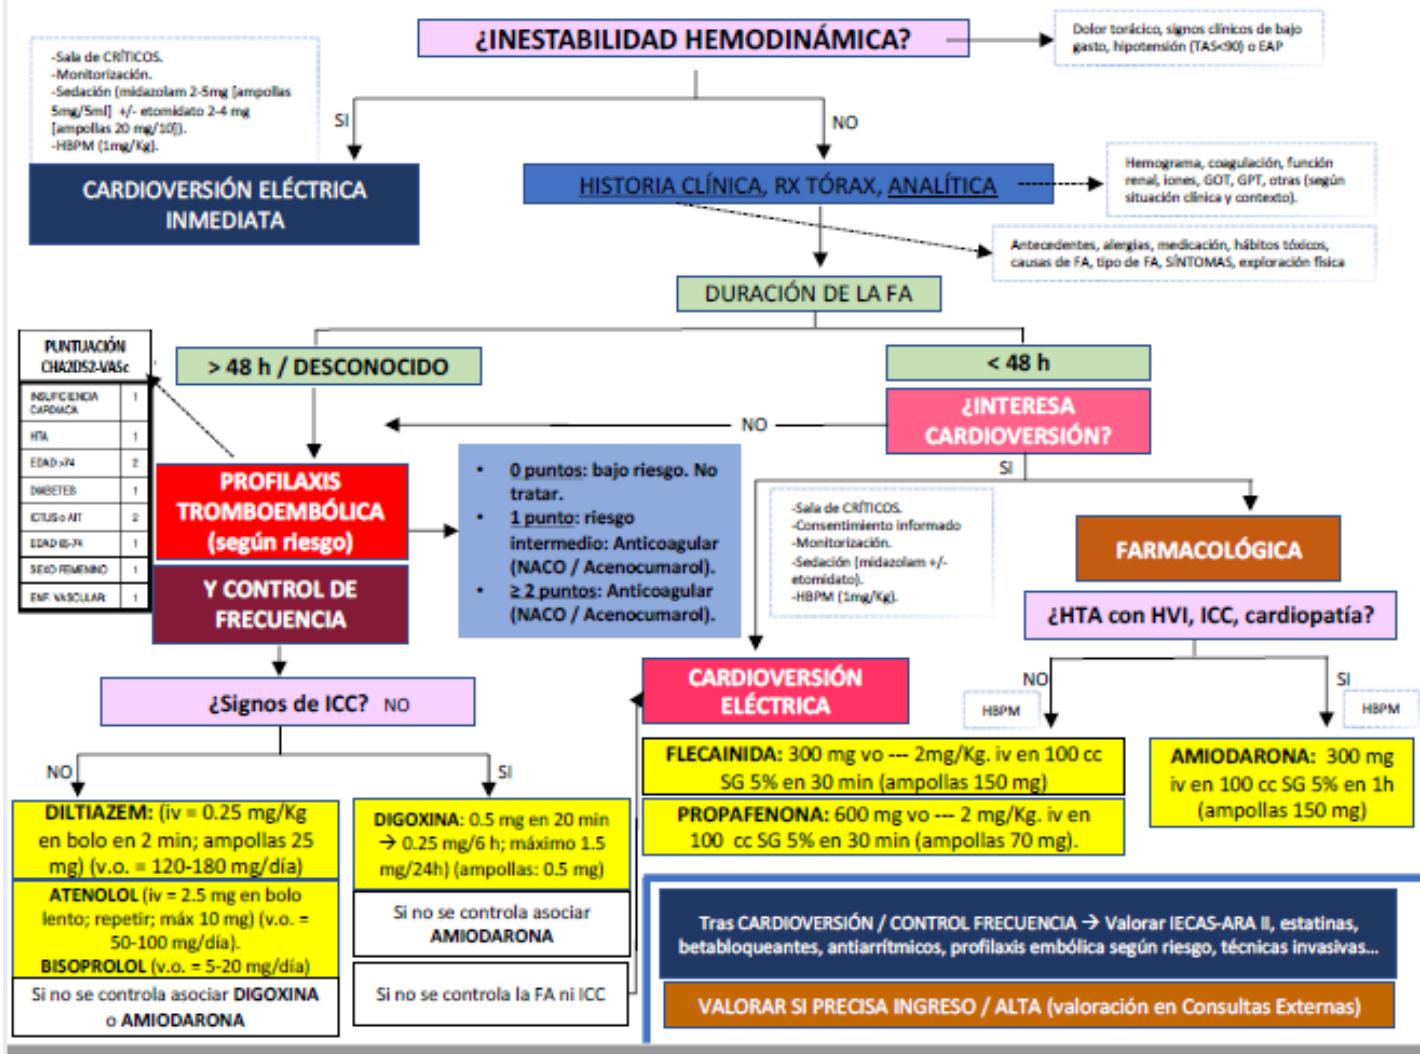 ¿INESTABILIDAD HEMODINÁMICA?
Dolor torácico, signos clínicos de bajo
gasto, hipotensión (TAS<90) o EAP
-Sala de CRÍTICOS.
-Monitorización.
-Sedación (midazolam 2-5mg [ampollas
5mg/5ml] +/- etomidato 2-4 mg
[ampollas 20 mg/10]).
-HBPM (1mg/Kg).
SI
NO
CARDIOVERSIÓN ELÉCTRICA
INMEDIATA
HISTORIA CLÍNICA, RX TÓRAX, ANALÍTICA
Hemograma, coagulación, función
renal, iones, GOT, GPT, otras (según
situación clínica y contexto).
Antecedentes, alergias, medicación, hábitos tóxicos,
causas de FA, tipo de FA, SÍNTOMAS, exploración física
DURACIÓN DE LA FA
> 48 h / DESCONOCIDO
< 48 h
PUNTUACIÓN
CHA2DS2-VASc
INSUFICIENCIA
CARDIACA 1
HTA 1
EDAD >74 2
DIABETES 1
ICTUS o AIT 2
EDAD 65-74 1
SEXO FEMENINO 1
ENF. VASCULAR 1
¿INTERESA
CARDIOVERSIÓN?
NO
SI
PROFILAXIS
TROMBOEMBÓLICA
(según riesgo)
Y CONTROL DE
FRECUENCIA
• 0 puntos: bajo riesgo. No
tratar.
• 1 punto: riesgo
intermedio: Anticoagular
(NACO / Acenocumarol).
• ≥ 2 puntos: Anticoagular
(NACO / Acenocumarol).
-Sala de CRÍTICOS.
-Consentimiento informado
-Monitorización.
-Sedación (midazolam +/-
etomidato).
-HBPM (1mg/Kg).
FARMACOLÓGICA
¿HTA con HVI, ICC, cardiopatía?
NO
SI
HBPM
HBPM
CARDIOVERSIÓN
ELÉCTRICA
¿Signos de ICC? NO
NO
SI
FLECAINIDA: 300 mg vo --- 2mg/Kg. iv en 100 cc
SG 5% en 30 min (ampollas 150 mg)
PROPAFENONA: 600 mg vo --- 2 mg/Kg. iv en
100 cc SG 5% en 30 min (ampollas 70 mg).
AMIODARONA: 300 mg
iv en 100 cc SG 5% en 1h
(ampollas 150 mg)
DILTIAZEM: (iv = 0.25 mg/Kg
en bolo en 2 min; ampollas 25
mg) (v.o. = 120-180 mg/día)
ATENOLOL (iv = 2.5 mg en bolo
lento; repetir; máx 10 mg) (v.o. =
50-100 mg/día).
BISOPROLOL (v.o. = 5-20 mg/día)
Si no se controla asociar DIGOXINA
o AMIODARONA
DIGOXINA: 0.5 mg en 20 min
→ 0.25 mg/6 h; máximo 1.5
mg/24h) (ampollas: 0.5 mg)
Si no se controla asociar
AMIODARONA
Si no se controla la FA ni ICC
Tras CARDIOVERSIÓN / CONTROL FRECUENCIA → Valorar IECAS-ARA II, estatinas,
betabloqueantes, antiarrítmicos, profilaxis embólica según riesgo, técnicas invasivas...
VALORAR SI PRECISA INGRESO / ALTA (valoración en Consultas Externas)